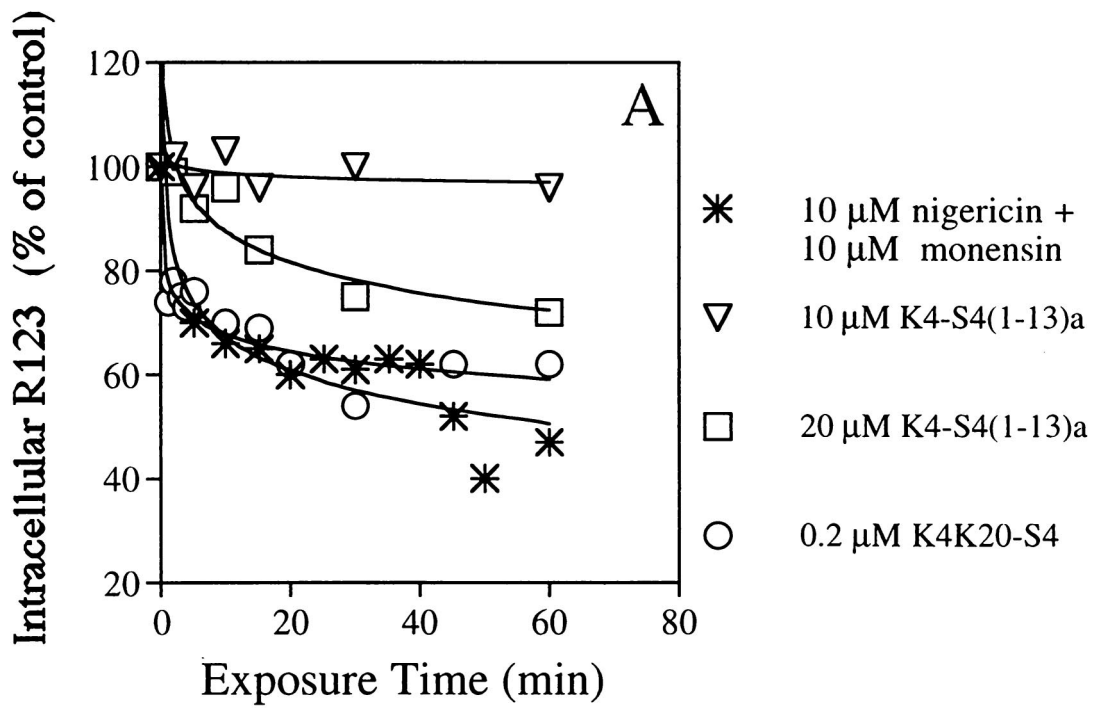 Intracellular R123 (% of control)
120
100
80
60
40
20
A
0
20
40
60
80
Exposure Time (min)
10 μM nigericin +
10 μM monensin
10 μM K4-S4(1-13)a
20 μM K4-S4(1-13)a
0.2 μM K4K20-S4